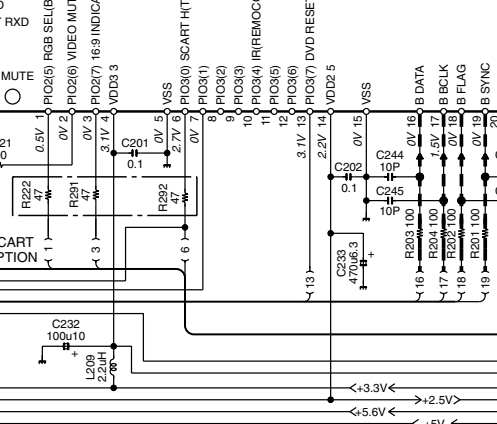 RXD
MUTE
PIO2(5) RGB SEL(B
PIO2(6) VIDEO MUT
PIO2(7) 16:9 INDICA
VDD3 3
VSS
PIO3(0) SCART H(T
PIO3(1)
PIO3(2)
PIO3(3)
PIO3(4) IR(REMOC
PIO3(5)
PIO3(6)
PIO3(7) DVD RESE
VDD2 5
VSS
B DATA
B BCLK
B FLAG
B SYNC
0.5V 1
0V 2
0V 3
3.1V 4
0V 5
2.7V 6
0V 7
8
9
10
11
12
3.1V 13
2.2V 14
0V 15
0V 16
1.5V 17
0V 18
0V 19
20
21
0
C201
0.1
C202
0.1
C244
10P
C245
10P
R222
47
R291
47
R292
47
R203 100
R204 100
R202 100
R201 100
CART
PTION
1
3
6
13
16
17
18
19
C233
470u6.3
+
C232
100u10
+
L209
2.2uH
+3.3V
+2.5V
+5.6V
+5V